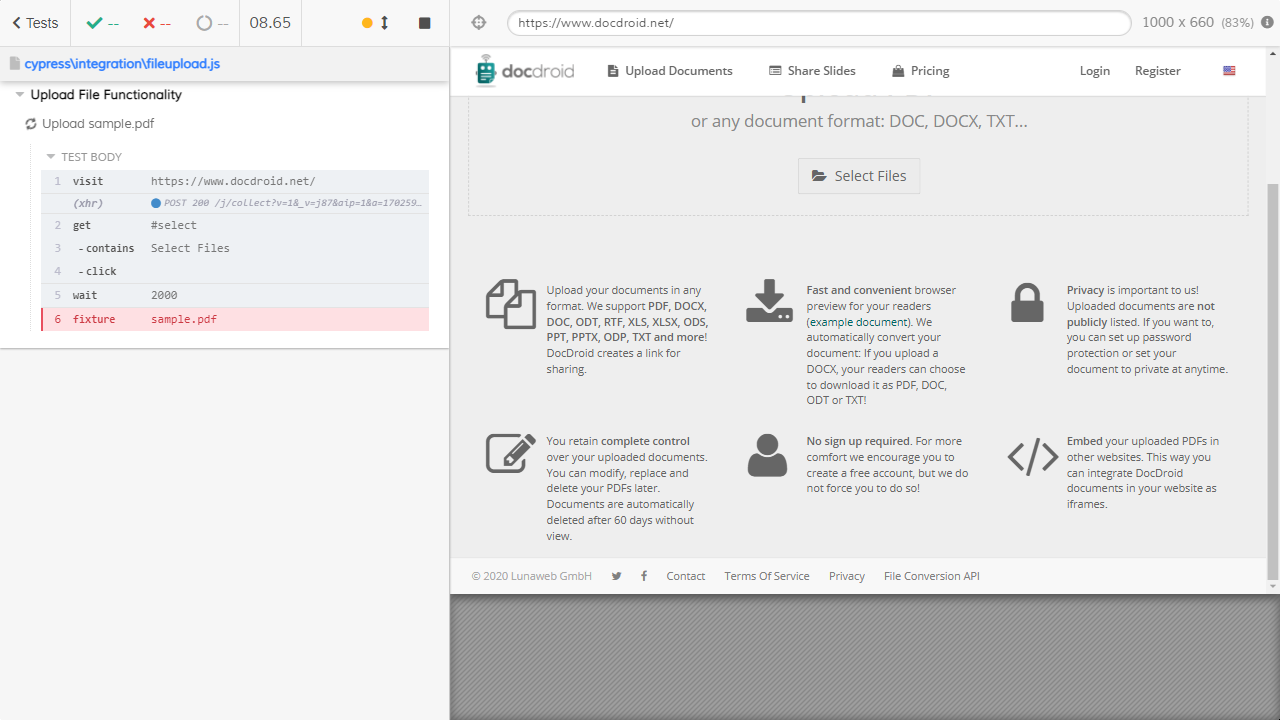 Tests
--
--
--
08.65
https://www.docdroid.net/
1000 x 660 (83%)
cypress\integration\fileupload.js
Upload File Functionality
Upload sample.pdf
TEST BODY
1 visit https://www.docdroid.net/
(xhr) POST 200 /j/collect?v=1&_v=j87&aip=1&a=170259…
2 get #select
3 - contains Select Files
4 - click
5 wait 2000
6 fixture sample.pdf
docdroid
Upload Documents
Share Slides
Pricing
Login
Register
or any document format: DOC, DOCX, TXT...
Select Files
Upload your documents in any
format. We support PDF, DOCX,
DOC, ODT, RTF, XLS, XLSX, ODS,
PPT, PPTX, ODP, TXT and more!
DocDroid creates a link for
sharing.
Fast and convenient browser
preview for your readers
(example document). We
automatically convert your
document: If you upload a
DOCX, your readers can choose
to download it as PDF, DOC,
ODT or TXT!
Privacy is important to us!
Uploaded documents are not
publicly listed. If you want to,
you can set up password
protection or set your
document to private at anytime.
You retain complete control
over your uploaded documents.
You can modify, replace and
delete your PDFs later.
Documents are automatically
deleted after 60 days without
view.
No sign up required. For more
comfort we encourage you to
create a free account, but we do
not force you to do so!
Embed your uploaded PDFs in
other websites. This way you
can integrate DocDroid
documents in your website as
iframes.
© 2020 Lunaweb GmbH
Contact
Terms Of Service
Privacy
File Conversion API